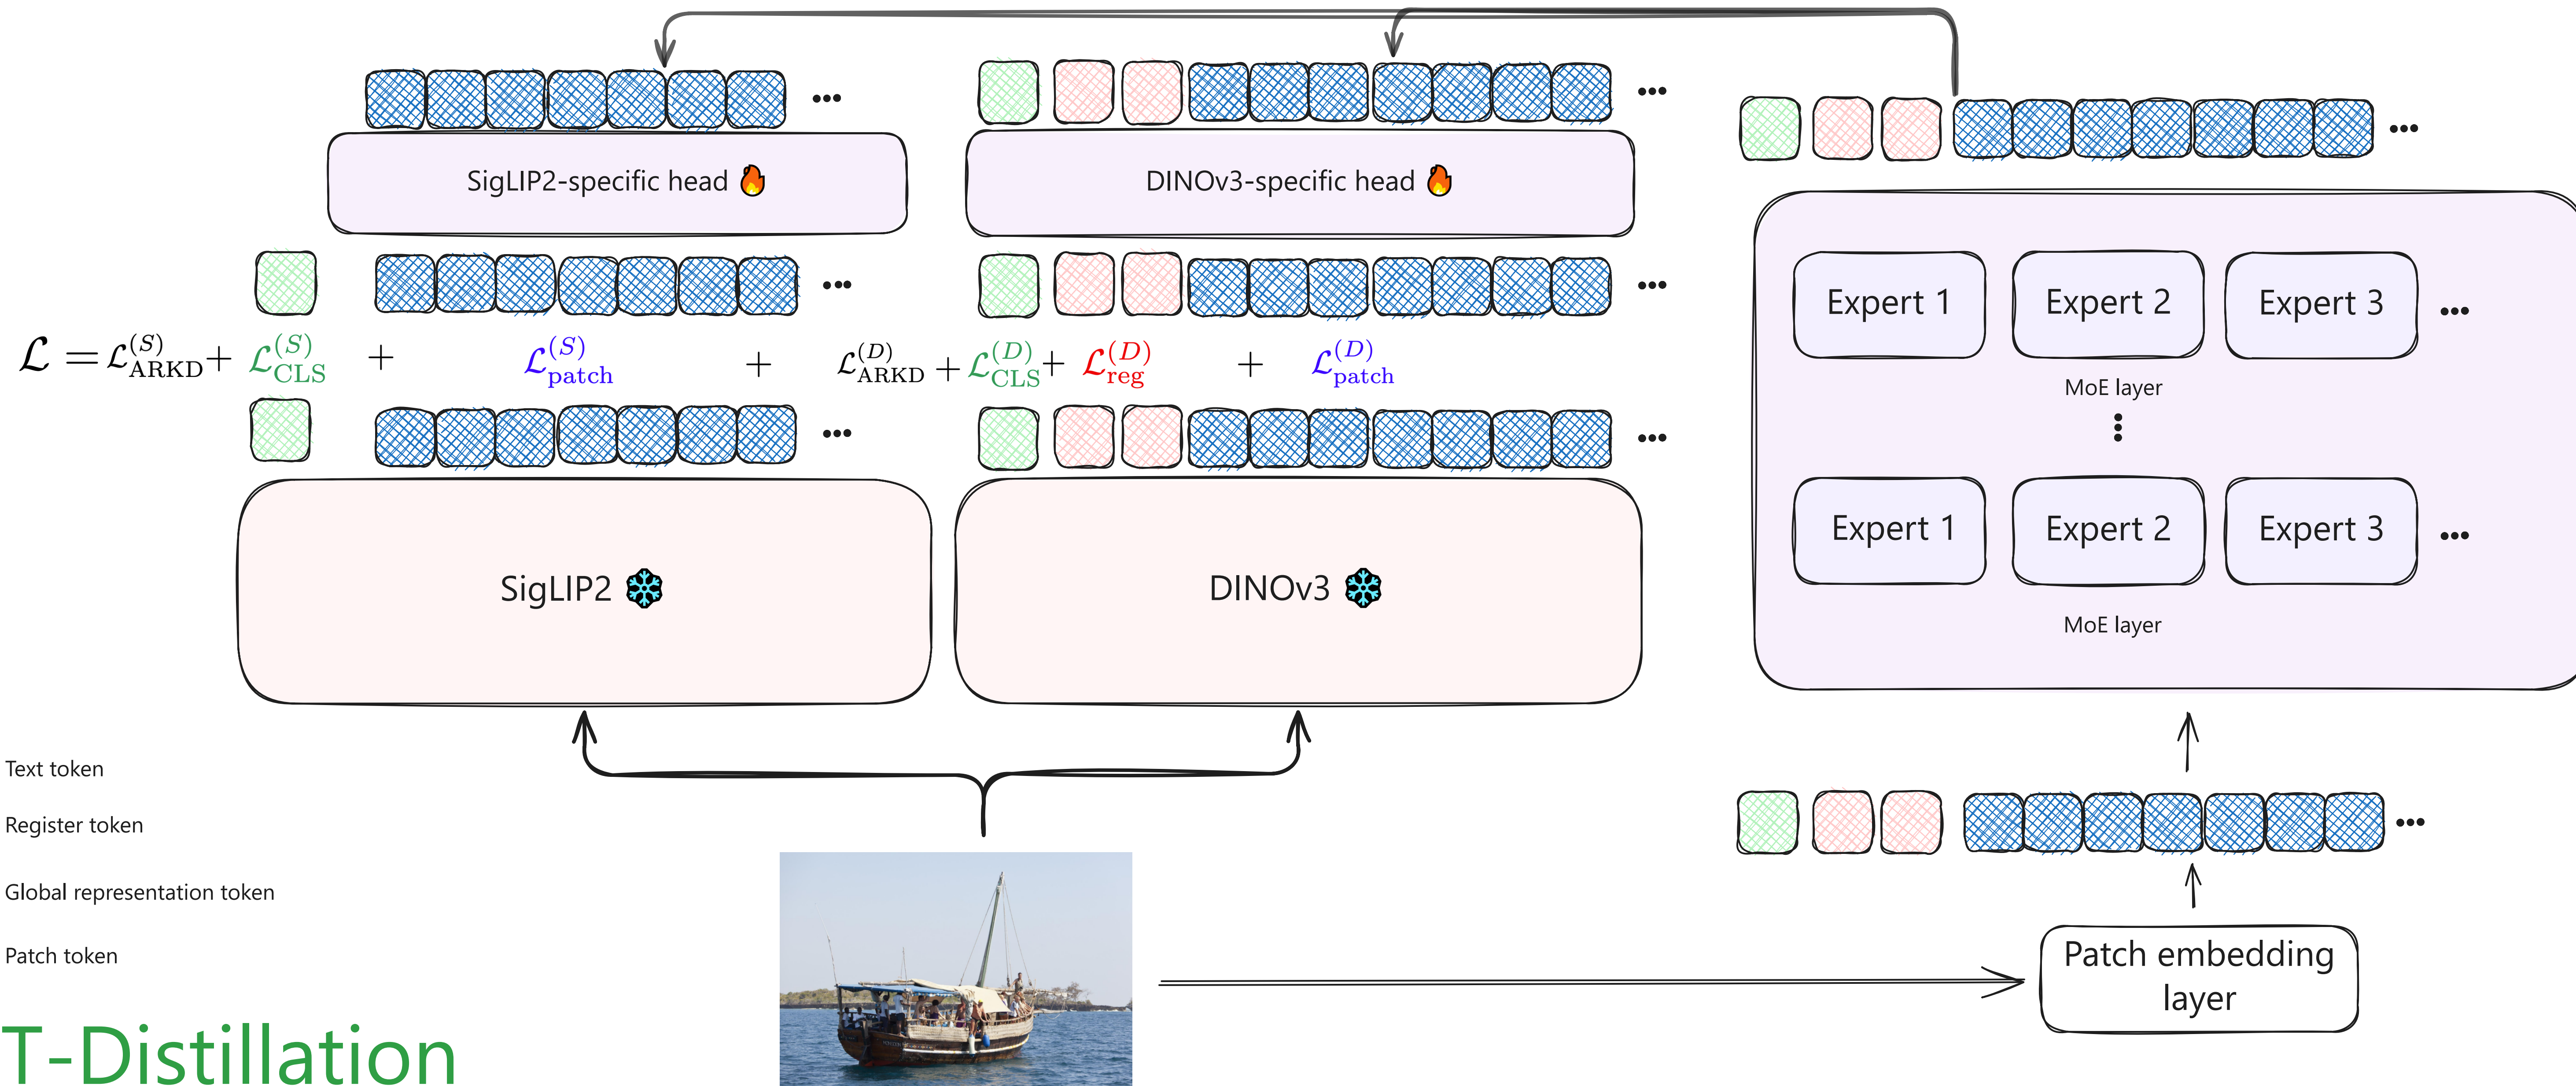 SigLIP2-specific head
DINOv3-specific head
Expert 1 Expert 2 Expert 3 ...
MoE layer
ℒ = ℒ_ARKD^(S) + ℒ_CLS^(S) + ℒ_patch^(S) + ℒ_ARKD^(D) + ℒ_CLS^(D) + ℒ_reg^(D) + ℒ_patch^(D)
Expert 1 Expert 2 Expert 3 ...
MoE layer
SigLIP2
DINOv3
Text token
Register token
Global representation token
Patch token
Patch embedding
layer
T-Distillation